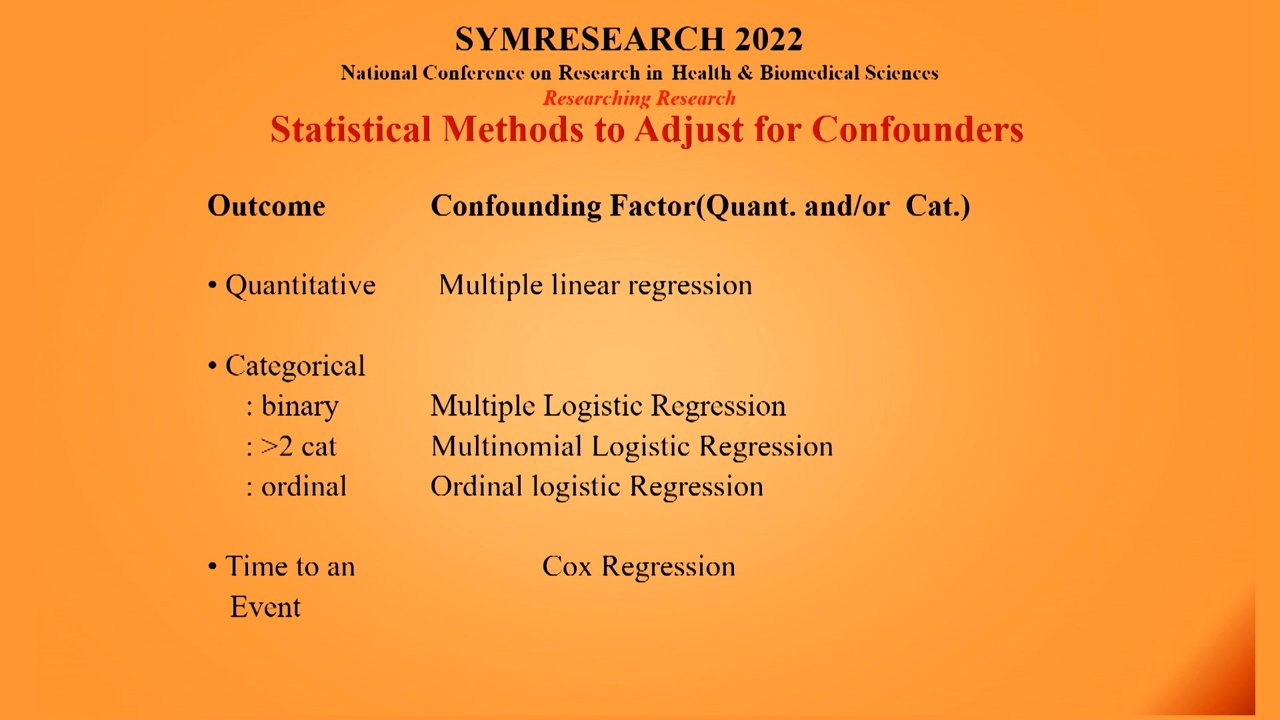 SYMRESEARCH 2022
National Conference on Research in Health & Biomedical Sciences
Researching Research
Statistical Methods to Adjust for Confounders
Outcome Confounding Factor(Quant. and/or Cat.)
• Quantitative Multiple linear regression
• Categorical
: binary Multiple Logistic Regression
: >2 cat Multinomial Logistic Regression
: ordinal Ordinal logistic Regression
• Time to an Cox Regression
Event